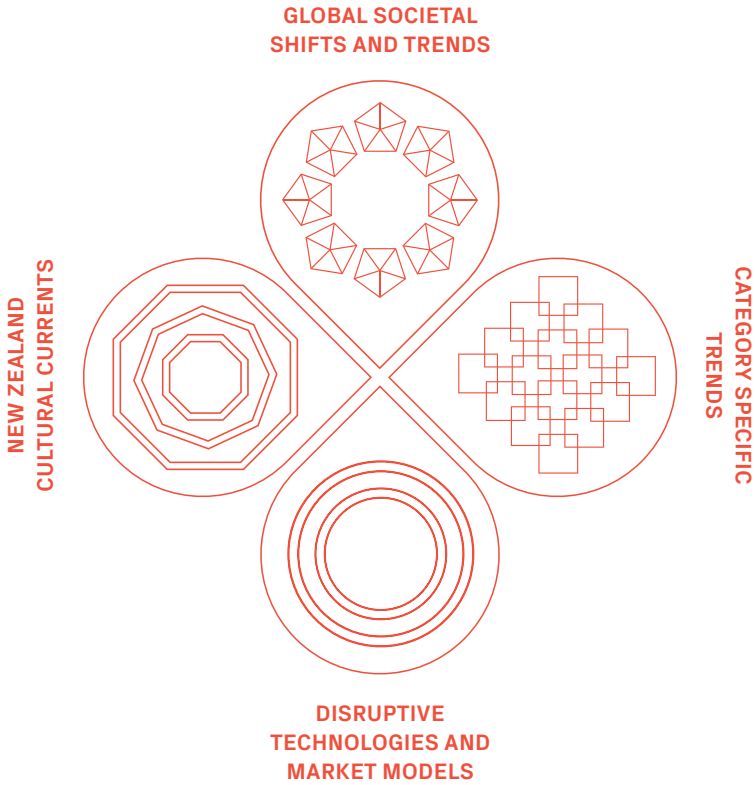 GLOBAL SOCIETAL
SHIFTS AND TRENDS
NEW ZEALAND
CULTURAL CURRENTS
CATEGORY SPECIFIC
TRENDS
DISRUPTIVE
TECHNOLOGIES AND
MARKET MODELS